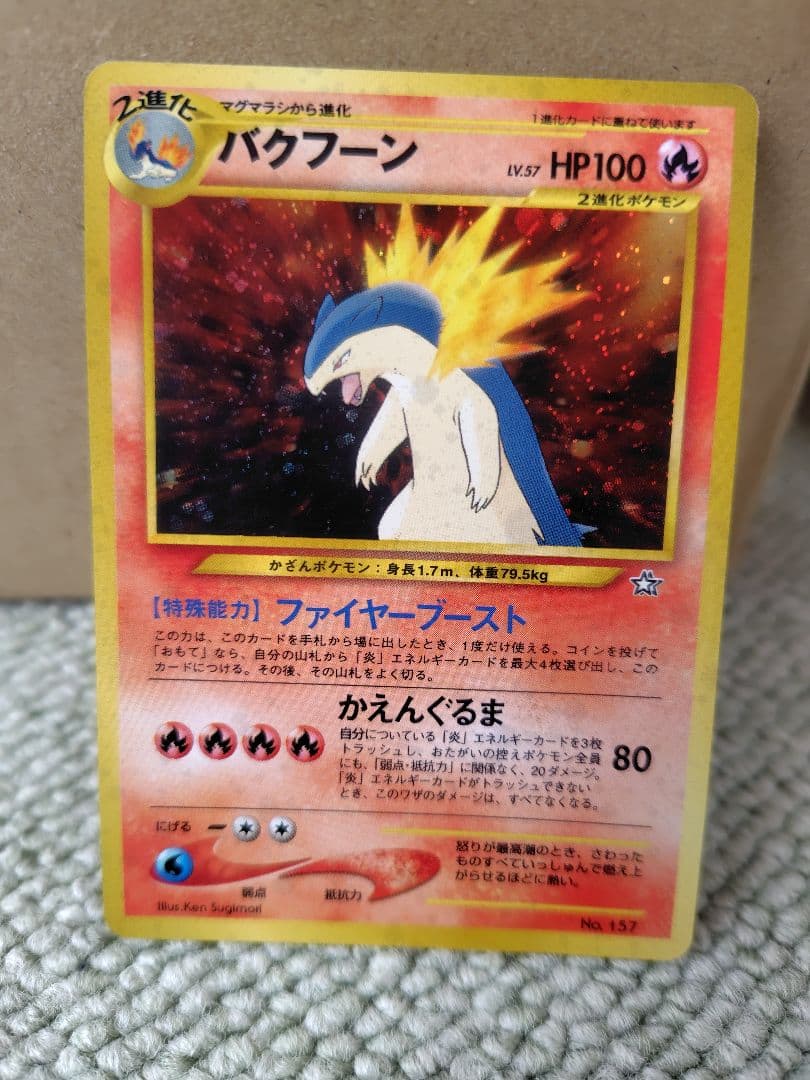 2進化
マグマラシから進化
1進化カードに重ねて使います
バクフーン
LV.57 HP100
2進化ポケモン
かざんポケモン：身長1.7m、体重79.5kg
【特殊能力】ファイヤーブースト
この力は、このカードを手札から場に出したとき、1度だけ使える。コインを投げて
「おもて」なら、自分の山札から「炎」エネルギーカードを最大4枚選び出し、この
カードにつける。その後、その山札をよく切る。
かえんぐるま
自分についている「炎」エネルギーカードを3枚
トラッシュし、おたがいの控えポケモン全員
にも、「弱点・抵抗力」に関係なく、20ダメージ。
「炎」エネルギーカードがトラッシュできない
とき、このワザのダメージは、すべてなくなる。
80
にげる
弱点
抵抗力
怒りが最高潮のとき、さわった
ものすべていっしゅんで燃え上
がらせるほどに熱い。
Illus.Ken Sugimori
No. 157